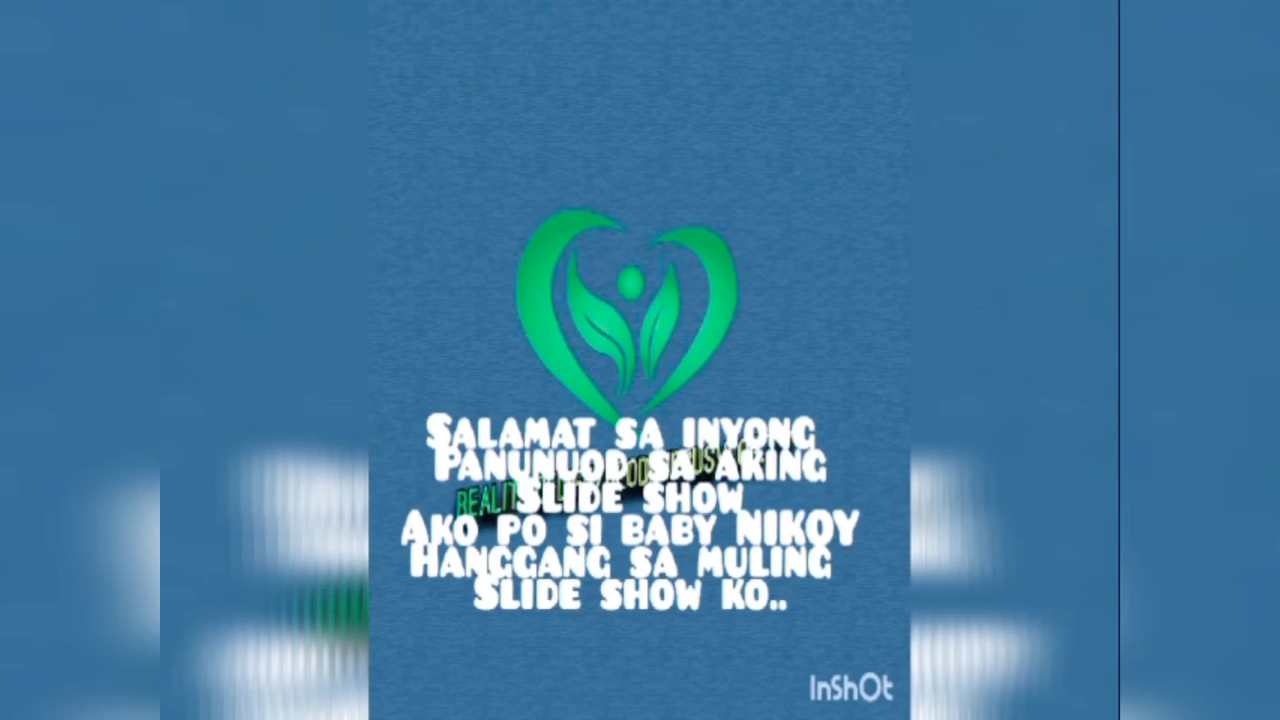 Salamat sa inyong
Panunuod sa aking
Slide show
Ako po si baby NIKOY
Hanggang sa muling
Slide show ko..
InShOt